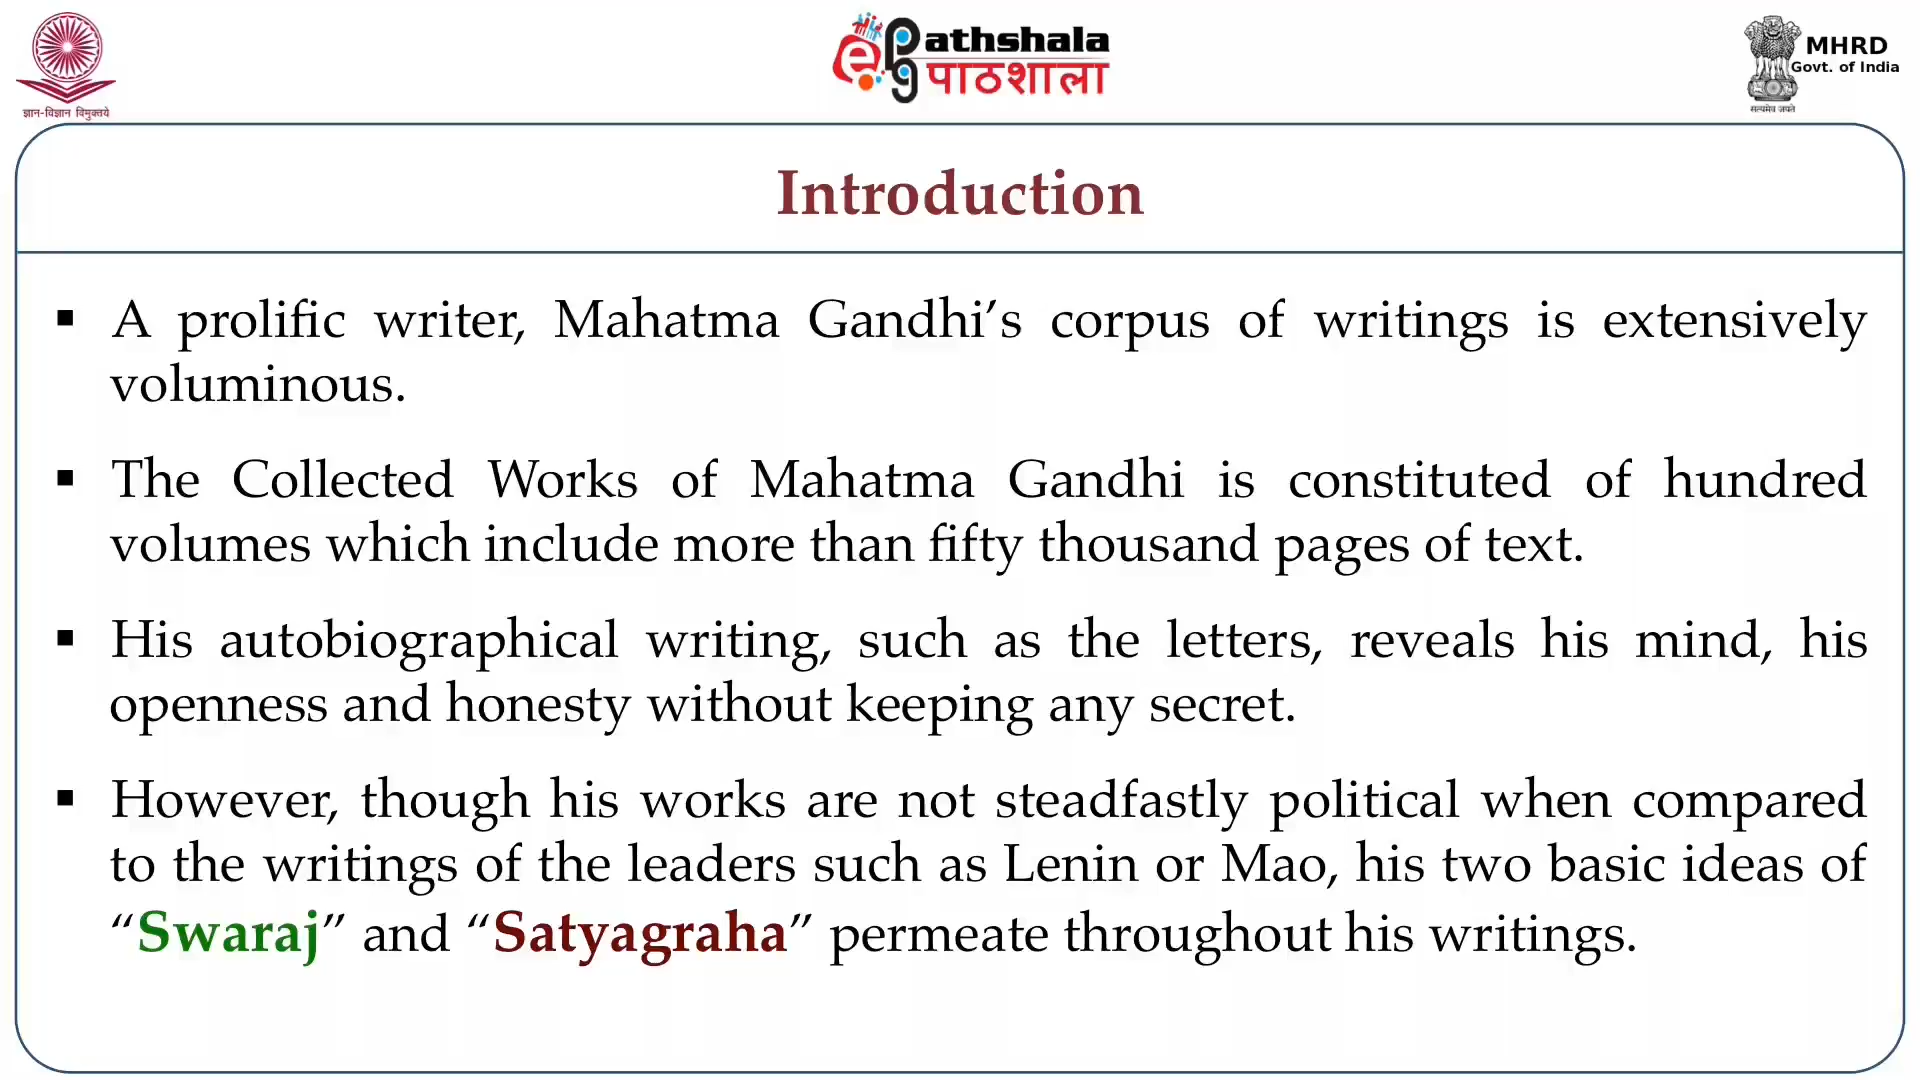 ज्ञान-विज्ञान विमुक्तये
ePG Pathshala
पाठशाला
MHRD
Govt. of India
सत्यमेव जयते
Introduction
▪ A prolific writer, Mahatma Gandhi’s corpus of writings is extensively
voluminous.
▪ The Collected Works of Mahatma Gandhi is constituted of hundred
volumes which include more than fifty thousand pages of text.
▪ His autobiographical writing, such as the letters, reveals his mind, his
openness and honesty without keeping any secret.
▪ However, though his works are not steadfastly political when compared
to the writings of the leaders such as Lenin or Mao, his two basic ideas of
“Swaraj” and “Satyagraha” permeate throughout his writings.